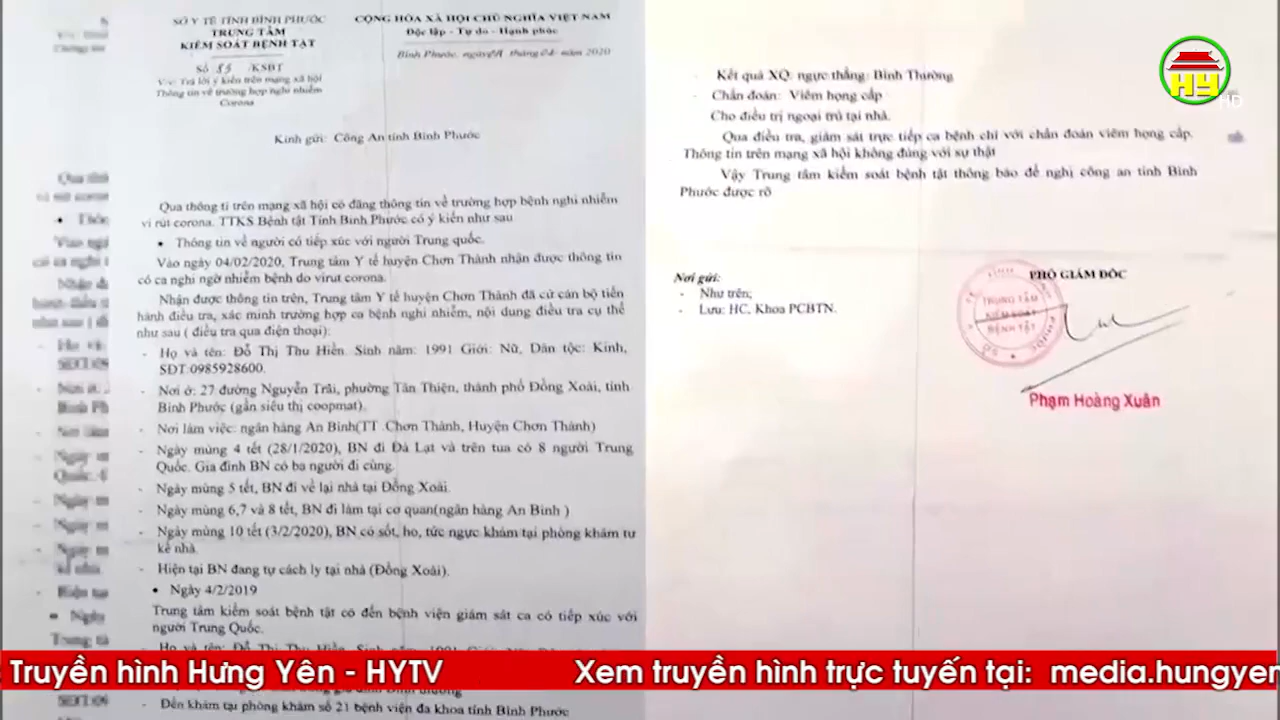 SỞ Y TẾ TỈNH BÌNH PHƯỚC
TRUNG TÂM
KIỂM SOÁT BỆNH TẬT
Số 85 /KSBT
V/v: Trả lời ý kiến trên mạng xã hội
Thông tin về trường hợp nghi nhiễm
Corona
CỘNG HÒA XÃ HỘI CHỦ NGHĨA VIỆT NAM
Độc lập - Tự do - Hạnh phúc
Bình Phước, ngày tháng 02 năm 2020
Kính gửi: Công An tỉnh Bình Phước
Qua thông ti trên mạng xã hội có đăng thông tin về trường hợp bệnh nghi nhiễm
vi rút corona. TTKS Bệnh tật Tỉnh Bình Phước có ý kiến như sau
• Thông tin về người có tiếp xúc với người Trung quốc.
Vào ngày 04/02/2020, Trung tâm Y tế huyện Chơn Thành nhận được thông tin
có ca nghi ngờ nhiễm bệnh do virut corona.
Nhận được thông tin trên, Trung tâm Y tế huyện Chơn Thành đã cử cán bộ tiến
hành điều tra, xác minh trường hợp ca bệnh nghi nhiễm, nội dung điều tra cụ thể
như sau ( điều tra qua điện thoại):
- Họ và tên: Đỗ Thị Thu Hiền. Sinh năm: 1991 Giới: Nữ, Dân tộc: Kinh,
SĐT 0985928600.
- Nơi ở: 27 đường Nguyễn Trãi, phường Tân Thiện, thành phố Đồng Xoài, tỉnh
Bình Phước (gần siêu thị coopmat).
- Nơi làm việc: ngân hàng An Bình(TT .Chơn Thành, Huyện Chơn Thành)
- Ngày mùng 4 tết (28/1/2020), BN đi Đà Lạt và trên tua có 8 người Trung
Quốc. Gia đình BN có ba người đi cùng.
- Ngày mùng 5 tết, BN đi về lại nhà tại Đồng Xoài.
- Ngày mùng 6,7 và 8 tết, BN đi làm tại cơ quan(ngân hàng An Bình )
- Ngày mùng 10 tết (3/2/2020), BN có sốt, ho, tức ngực khám tại phòng khám tư
kế nhà.
- Hiện tại BN đang tự cách ly tại nhà (Đồng Xoài).
• Ngày 4/2/2019
Trung tâm kiểm soát bệnh tật có đến bệnh viện giám sát ca có tiếp xúc với
người Trung Quốc.
Họ và tên: Đỗ Thị Thu Hiền. Sinh năm: 1991
- Đến khám tại phòng khám số 21 bệnh viện đa khoa tỉnh Bình Phước
- Kết quả XQ: ngực thẳng: Bình Thường
- Chẩn đoán: Viêm họng cấp
Cho điều trị ngoại trú tại nhà.
Qua điều tra, giám sát trực tiếp ca bệnh chỉ với chẩn đoán viêm họng cấp.
Thông tin trên mạng xã hội không đúng với sự thật
Vậy Trung tâm kiểm soát bệnh tật thông báo để nghị công an tỉnh Bình
Phước được rõ
Nơi gửi:
- Như trên;
- Lưu: HC, Khoa PCBTN.
PHÓ GIÁM ĐỐC
TRUNG TÂM
KIỂM SOÁT
BỆNH TẬT
Phạm Hoàng Xuân
HY
HD
Truyền hình Hưng Yên - HYTV
Xem truyền hình trực tuyến tại: media.hungyen